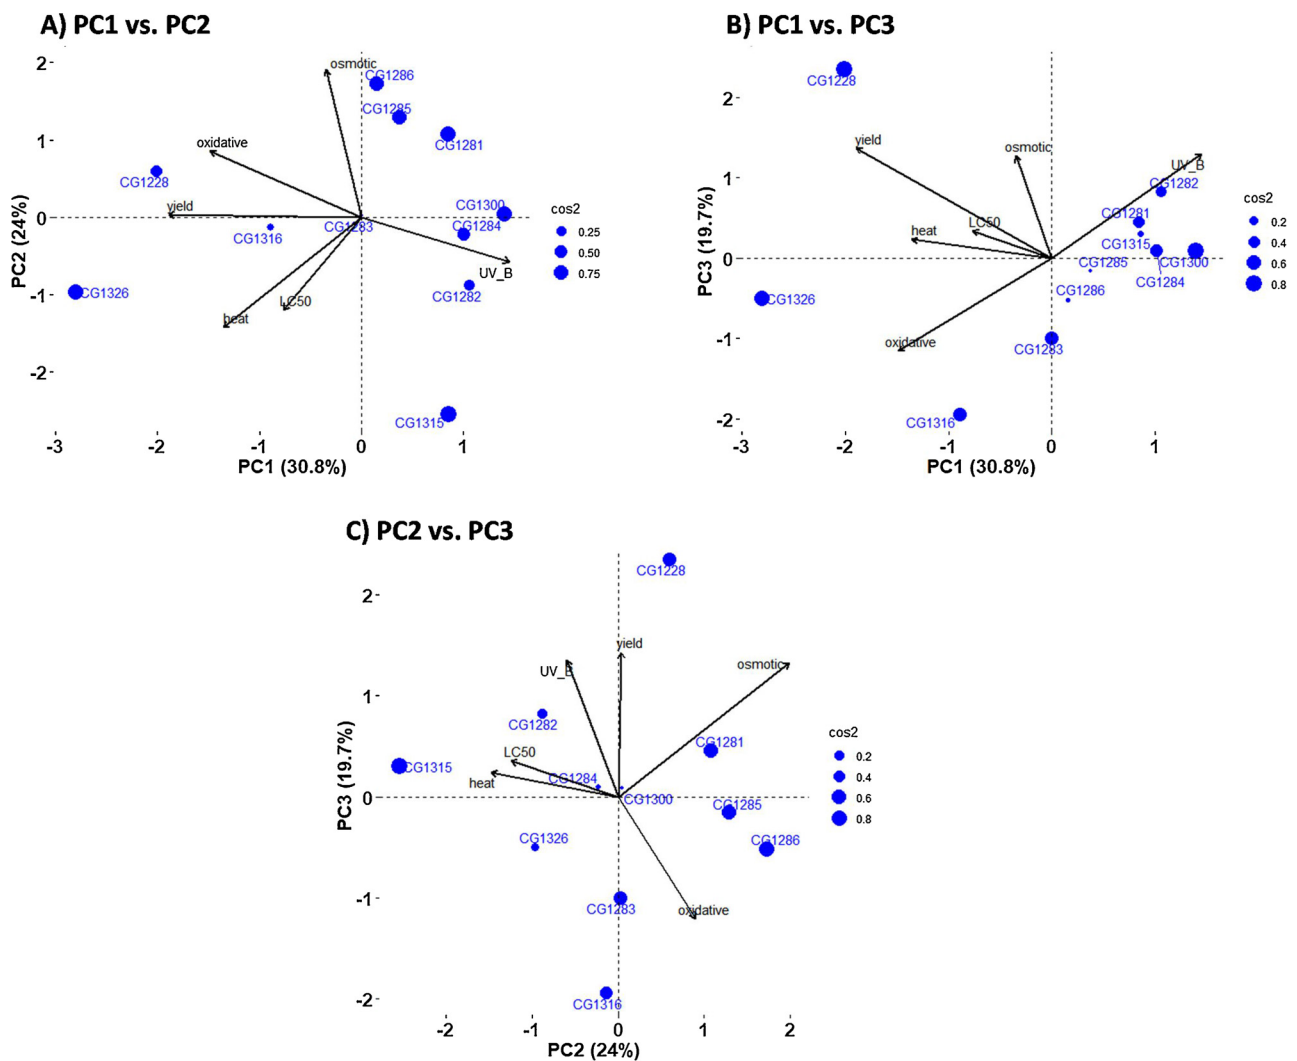 A) PC1 vs. PC2
PC2 (24%)
2
1
0
-1
-2
-3
-2
-1
0
1
PC1 (30.8%)
osmotic
CG1286
CG1285
CG1281
oxidative
CG1228
yield
CG1316
CG1283
CG1300
CG1284
UV_B
CG1282
CG1326
LC50
heat
CG1315
cos2
0.25
0.50
0.75
B) PC1 vs. PC3
PC3 (19.7%)
2
1
0
-1
-2
-3
-2
-1
0
1
PC1 (30.8%)
CG1228
yield
osmotic
UV_B
CG1282
CG1281
LC50
heat
CG1315
CG1285
CG1300
CG1284
CG1286
CG1326
oxidative
CG1283
CG1316
cos2
0.2
0.4
0.6
0.8
C) PC2 vs. PC3
PC3 (19.7%)
2
1
0
-1
-2
-2
-1
0
1
2
PC2 (24%)
CG1228
yield
UV_B
osmotic
CG1282
CG1281
LC50
CG1315
CG1284
heat
CG1300
CG1285
CG1326
CG1286
CG1283
oxidative
CG1316
cos2
0.2
0.4
0.6
0.8